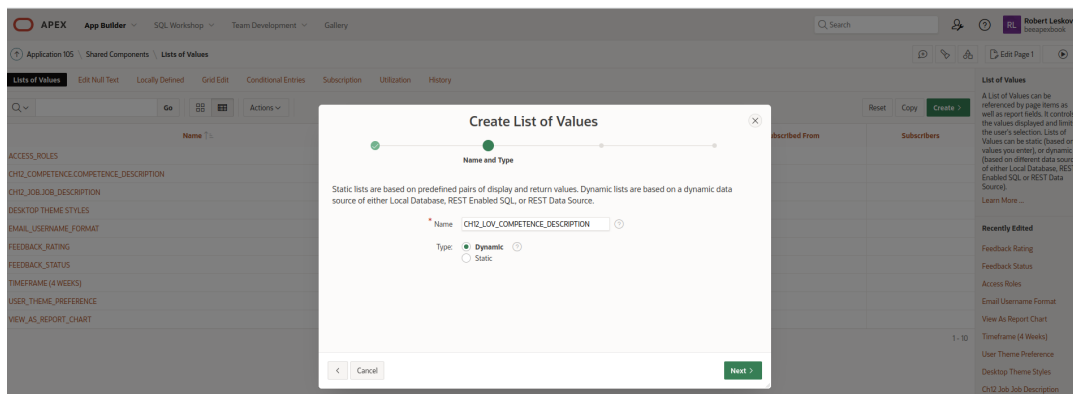 APEX App Builder SQL Workshop Team Development Gallery Search RL Robert Leskov
beeapexbook
Application 105 \ Shared Components \ Lists of Values Edit Page 1
Lists of Values Edit Null Text Locally Defined Grid Edit Conditional Entries Subscription Utilization History
Go Actions Reset Copy Create >
Name Subscribed From Subscribers
ACCESS_ROLES
CH12_COMPETENCE.COMPETENCE_DESCRIPTION
CH12_JOB.JOB_DESCRIPTION
DESKTOP THEME STYLES
EMAIL_USERNAME_FORMAT
FEEDBACK_RATING
FEEDBACK_STATUS
TIMEFRAME (4 WEEKS)
USER_THEME_PREFERENCE
VIEW_AS_REPORT_CHART
1 - 10
Create List of Values
Name and Type
Static lists are based on predefined pairs of display and return values. Dynamic lists are based on a dynamic data
source of either Local Database, REST Enabled SQL, or REST Data Source.
* Name CH12_LOV_COMPETENCE_DESCRIPTION
Type: Dynamic
Static
< Cancel Next >
List of Values
A List of Values can be
referenced by page items as
well as report fields. It controls
the values displayed and limits
the user's selection. Lists of
Values can be static (based on
values you enter), or dynamic
(based on different data source
of either Local Database, REST
Enabled SQL or REST Data
Source).
Learn More ...
Recently Edited
Feedback Rating
Feedback Status
Access Roles
Email Username Format
View As Report Chart
Timeframe (4 Weeks)
User Theme Preference
Desktop Theme Styles
Ch12 Job Job Description